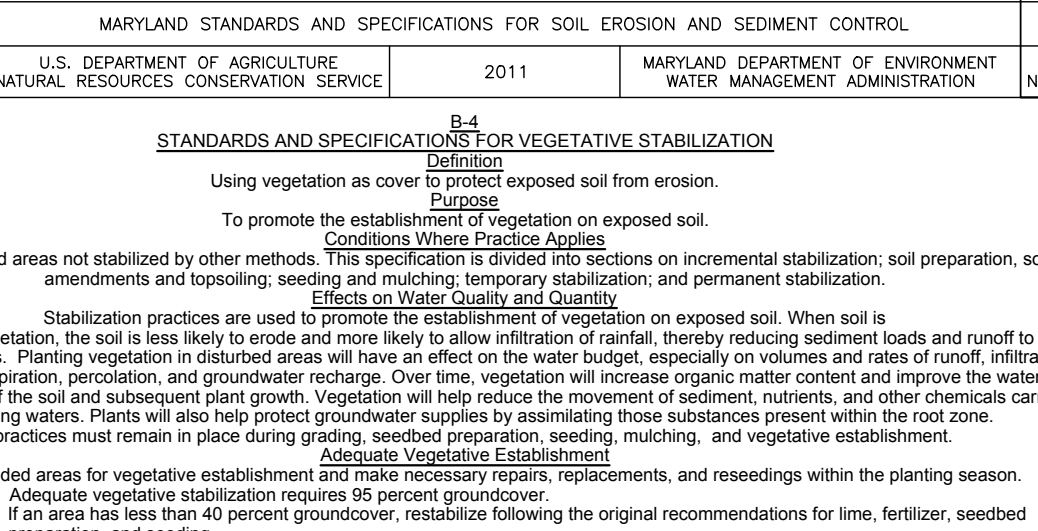 MARYLAND STANDARDS AND SPECIFICATIONS FOR SOIL EROSION AND SEDIMENT CONTROL
U.S. DEPARTMENT OF AGRICULTURE
NATURAL RESOURCES CONSERVATION SERVICE
2011
MARYLAND DEPARTMENT OF ENVIRONMENT
WATER MANAGEMENT ADMINISTRATION
N
B-4
STANDARDS AND SPECIFICATIONS FOR VEGETATIVE STABILIZATION
Definition
Using vegetation as cover to protect exposed soil from erosion.
Purpose
To promote the establishment of vegetation on exposed soil.
Conditions Where Practice Applies
d areas not stabilized by other methods. This specification is divided into sections on incremental stabilization; soil preparation, so
amendments and topsoiling; seeding and mulching; temporary stabilization; and permanent stabilization.
Effects on Water Quality and Quantity
Stabilization practices are used to promote the establishment of vegetation on exposed soil. When soil is
etation, the soil is less likely to erode and more likely to allow infiltration of rainfall, thereby reducing sediment loads and runoff to
s. Planting vegetation in disturbed areas will have an effect on the water budget, especially on volumes and rates of runoff, infiltra
piration, percolation, and groundwater recharge. Over time, vegetation will increase organic matter content and improve the water
f the soil and subsequent plant growth. Vegetation will help reduce the movement of sediment, nutrients, and other chemicals car
ng waters. Plants will also help protect groundwater supplies by assimilating those substances present within the root zone.
practices must remain in place during grading, seedbed preparation, seeding, mulching, and vegetative establishment.
Adequate Vegetative Establishment
ded areas for vegetative establishment and make necessary repairs, replacements, and reseedings within the planting season.
Adequate vegetative stabilization requires 95 percent groundcover.
If an area has less than 40 percent groundcover, restabilize following the original recommendations for lime, fertilizer, seedbed
preparation, and seeding